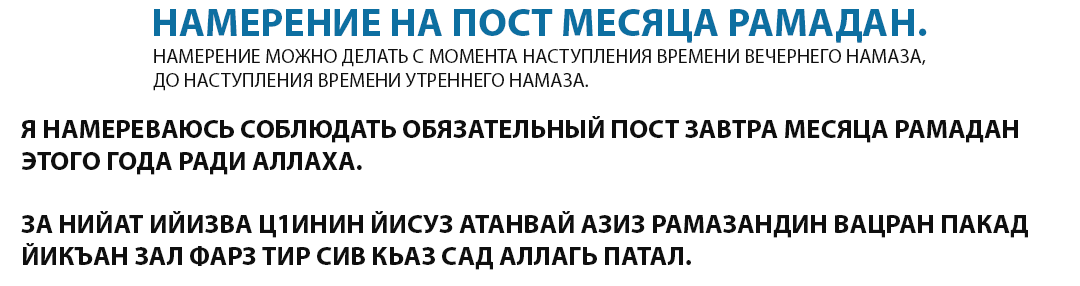 НАМЕРЕНИЕ НА ПОСТ МЕСЯЦА РАМАДАН.
НАМЕРЕНИЕ МОЖНО ДЕЛАТЬ С МОМЕНТА НАСТУПЛЕНИЯ ВРЕМЕНИ ВЕЧЕРНЕГО НАМАЗА,
ДО НАСТУПЛЕНИЯ ВРЕМЕНИ УТРЕННЕГО НАМАЗА.
Я НАМЕРЕВАЮСЬ СОБЛЮДАТЬ ОБЯЗАТЕЛЬНЫЙ ПОСТ ЗАВТРА МЕСЯЦА РАМАДАН
ЭТОГО ГОДА РАДИ АЛЛАХА.
ЗА НИЙАТ ИЙИЗВА Ц1ИНИН ЙИСУЗ АТАНВАЙ АЗИЗ РАМАЗАНДИН ВАЦРАН ПАКАД
ЙИКЪАН ЗАЛ ФАРЗ ТИР СИВ КЬАЗ САД АЛЛАГЬ ПАТАЛ.